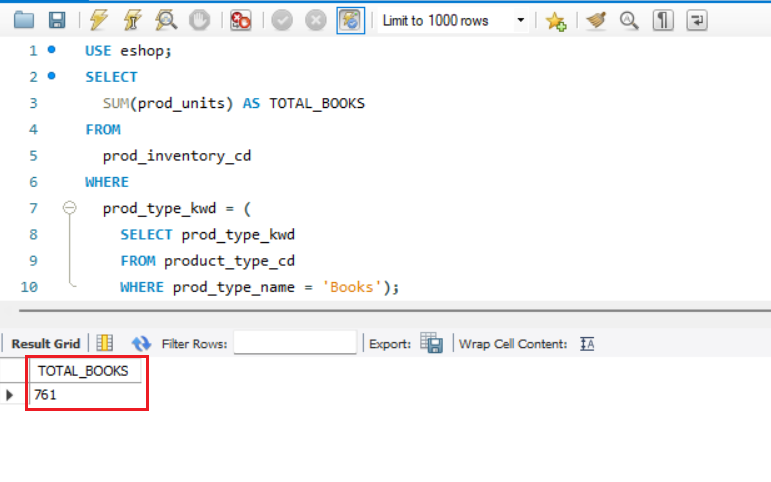 Limit to 1000 rows
1 USE eshop;
2 SELECT
3 SUM(prod_units) AS TOTAL_BOOKS
4 FROM
5 prod_inventory_cd
6 WHERE
7 prod_type_kwd = (
8 SELECT prod_type_kwd
9 FROM product_type_cd
10 WHERE prod_type_name = 'Books');
Result Grid Filter Rows: Export: Wrap Cell Content: IA
TOTAL_BOOKS
761